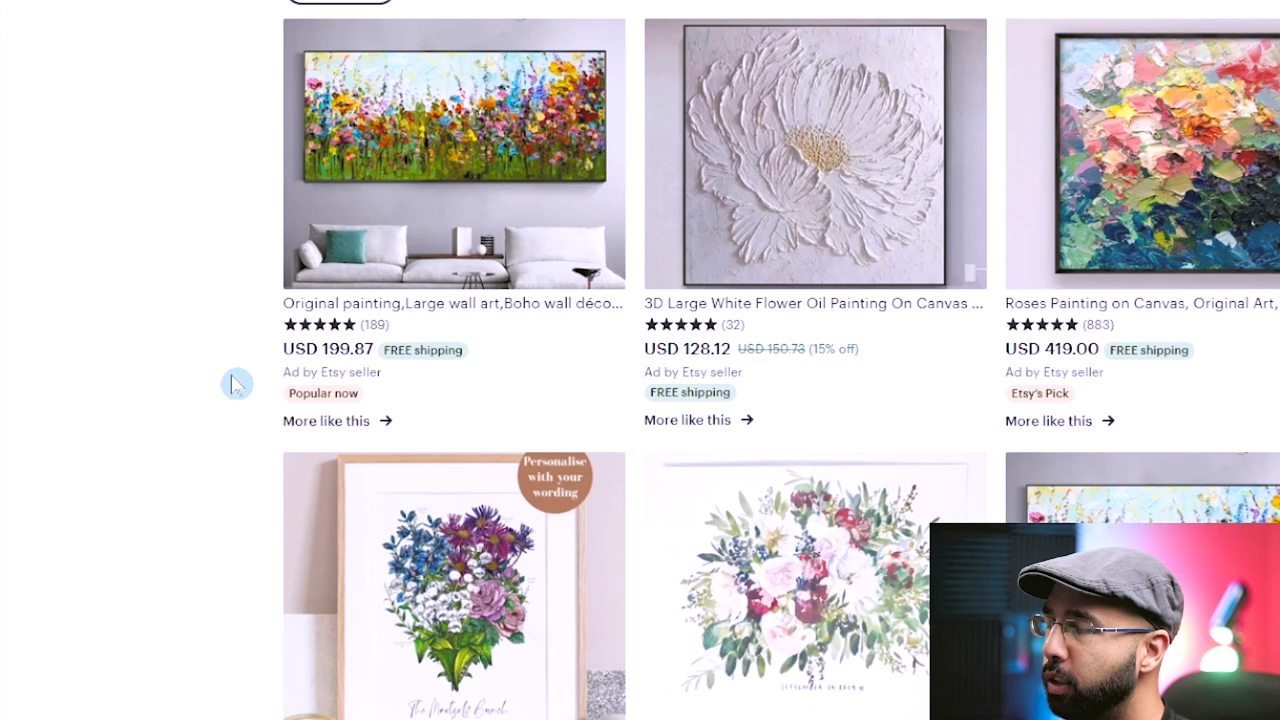 Original painting,Large wall art,Boho wall déco...
★★★★★ (189)
USD 199.87 FREE shipping
Ad by Etsy seller
Popular now
More like this →
3D Large White Flower Oil Painting On Canvas ...
★★★★★ (32)
USD 128.12 USD 150.73 (15% off)
Ad by Etsy seller
FREE shipping
More like this →
Roses Painting on Canvas, Original Art,
★★★★★ (883)
USD 419.00 FREE shipping
Ad by Etsy seller
Etsy's Pick
More like this →
Personalise
with your
wording
The Bunch